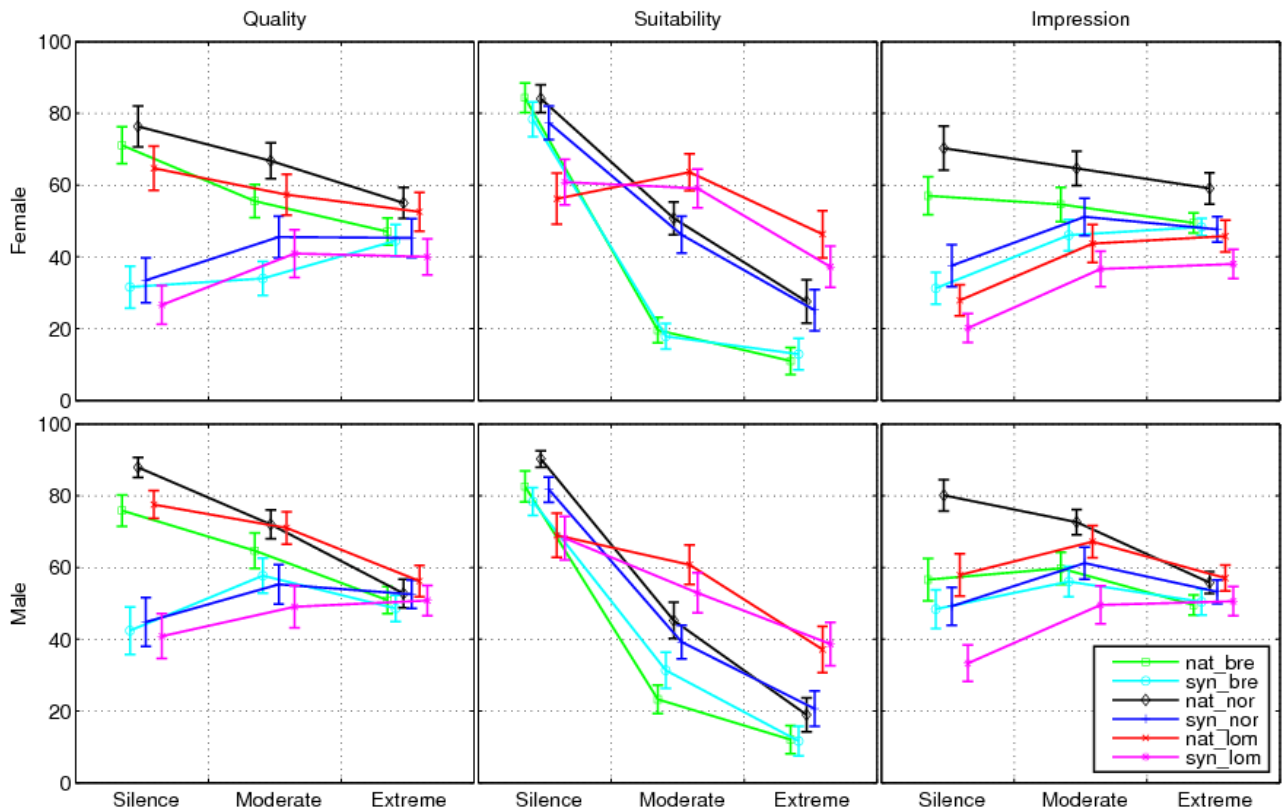 Quality Suitability Impression
100
80
60
40
20
0
Female
100
80
60
40
20
0
Male
Silence Moderate Extreme Silence Moderate Extreme Silence Moderate Extreme
nat_bre
syn_bre
nat_nor
syn_nor
nat_lom
syn_lom